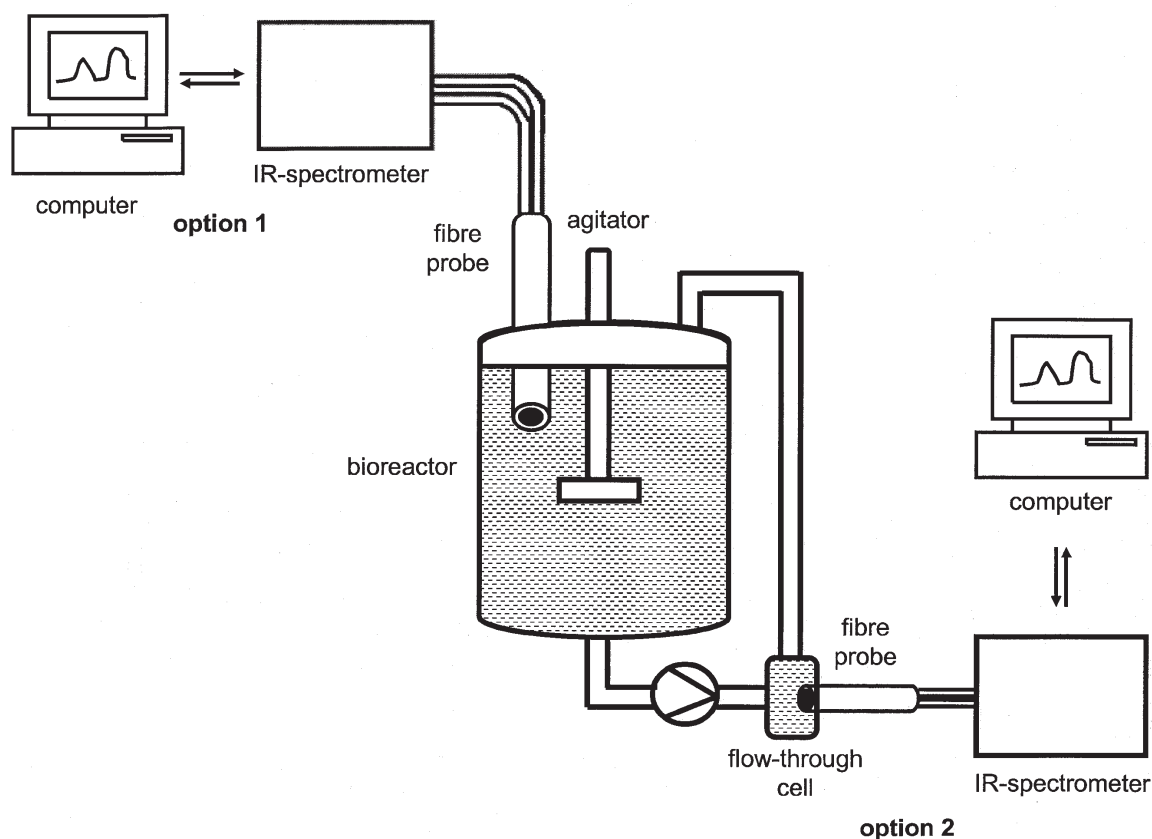 IR-spectrometer
computer
option 1
fibre
probe
agitator
bioreactor
computer
fibre
probe
flow-through
cell
IR-spectrometer
option 2